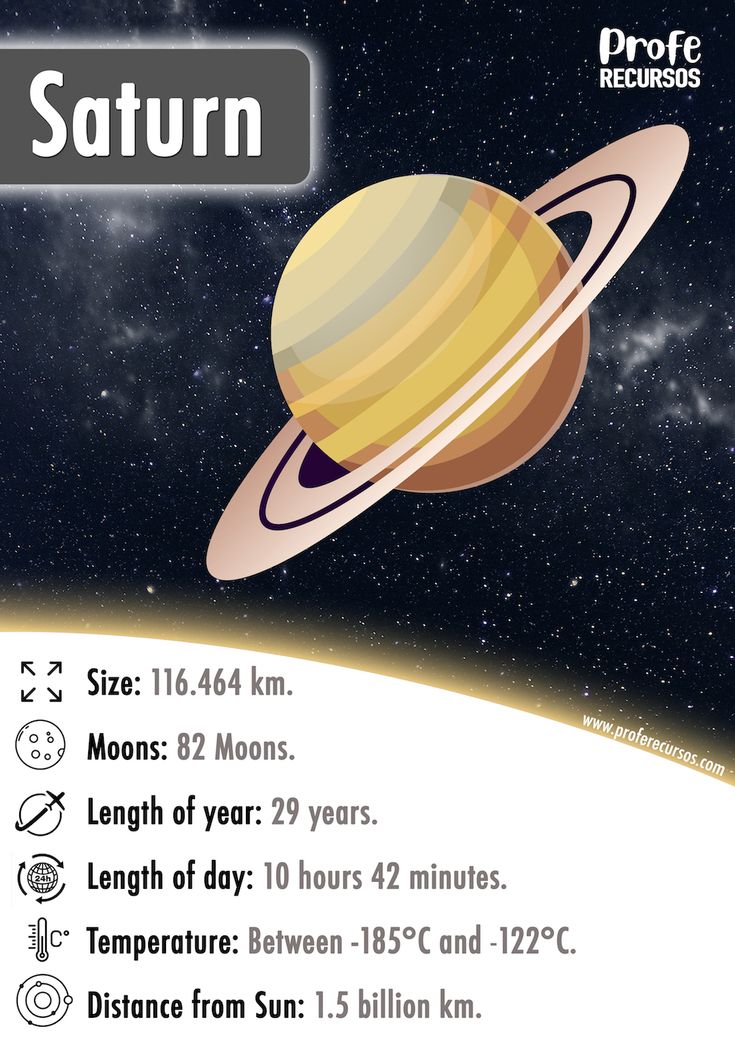 Profe
RECURSOS
Saturn
Size: 116.464 km.
www.proferecursos.com
Moons: 82 Moons.
Length of year: 29 years.
24h
Length of day: 10 hours 42 minutes.
C°
Temperature: Between -185°C and -122°C.
Distance from Sun: 1.5 billion km.